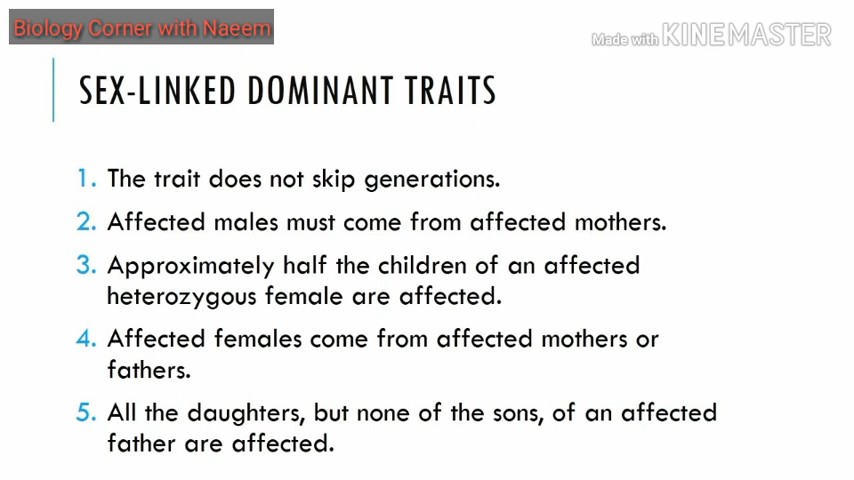 Biology Corner with Naeem
Made with KINEMASTER
SEX-LINKED DOMINANT TRAITS
1. The trait does not skip generations.
2. Affected males must come from affected mothers.
3. Approximately half the children of an affected
heterozygous female are affected.
4. Affected females come from affected mothers or
fathers.
5. All the daughters, but none of the sons, of an affected
father are affected.